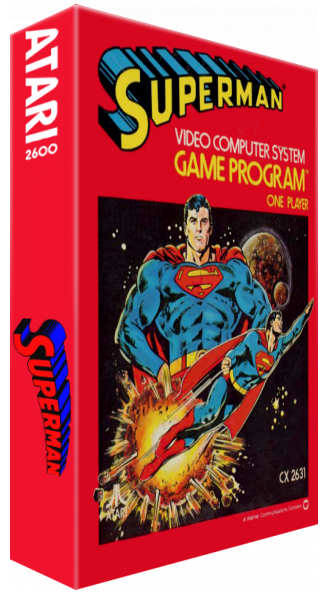 ATARI
2600
SUPERMAN
SUPERMAN
VIDEO COMPUTER SYSTEM
GAME PROGRAM™
ONE PLAYER
CX 2631
ATARI
A Warner Communications Company